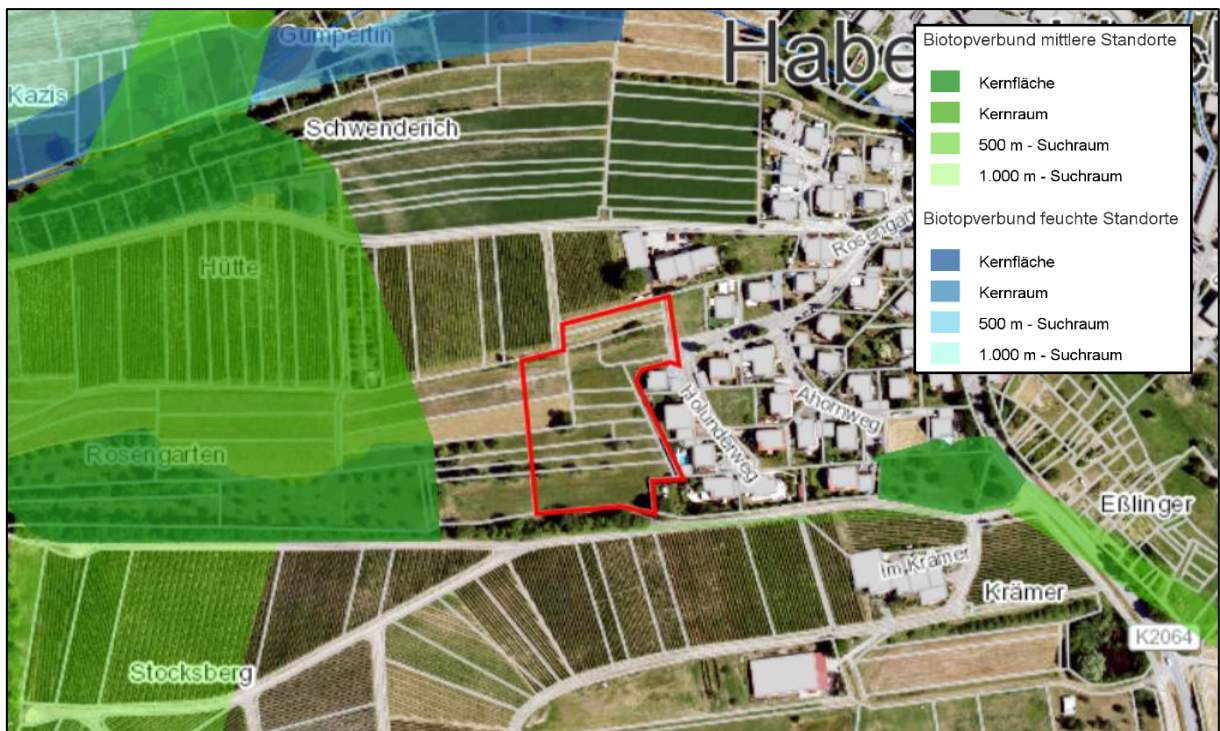 Gumpertin
Kazis
Schwenderich
Hütte
Rosengarten
Holunderweg
Ahornweg
Eßlinger
Im Krämer
Krämer
K2064
Stocksberg
Biotopverbund mittlere Standorte
Kernfläche
Kernraum
500 m - Suchraum
1.000 m - Suchraum
Biotopverbund feuchte Standorte
Kernfläche
Kernraum
500 m - Suchraum
1.000 m - Suchraum